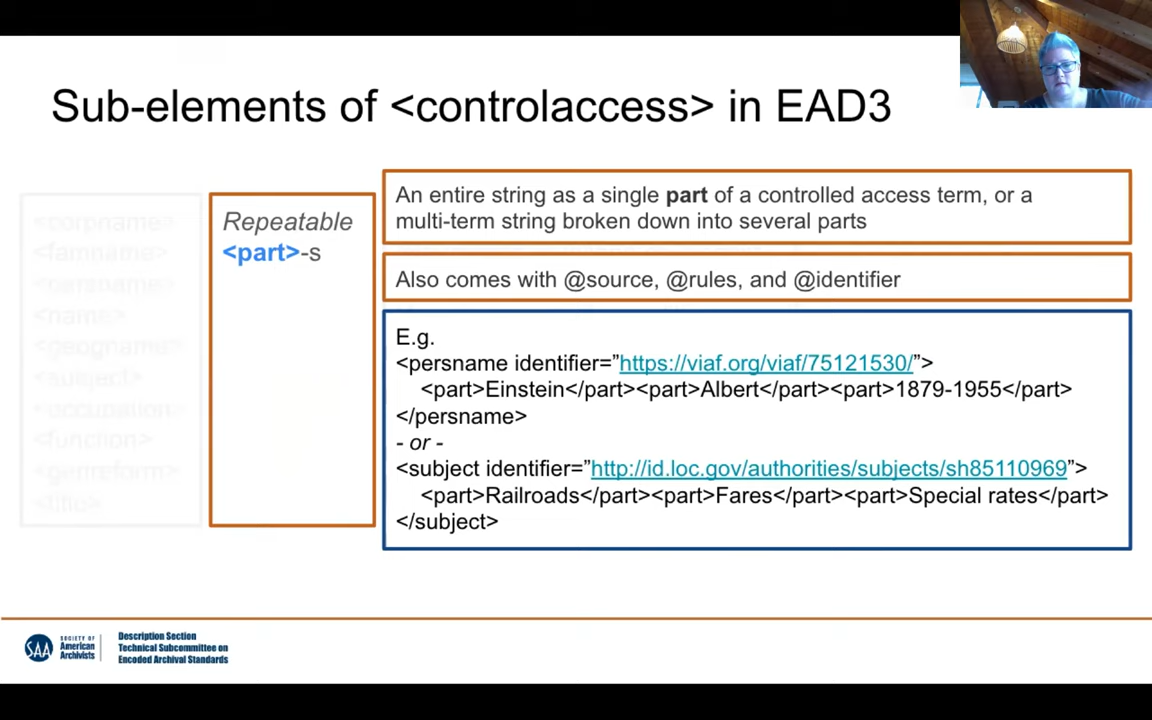 Sub-elements of <controlaccess> in EAD3
<corpname>
<famname>
<persname>
<name>
<geogname>
<subject>
<occupation>
<function>
<genreform>
<title>
Repeatable
<part>-s
An entire string as a single part of a controlled access term, or a
multi-term string broken down into several parts
Also comes with @source, @rules, and @identifier
E.g.
<persname identifier=”https://viaf.org/viaf/75121530/”>
<part>Einstein</part><part>Albert</part><part>1879-1955</part>
</persname>
- or -
<subject identifier=”http://id.loc.gov/authorities/subjects/sh85110969”>
<part>Railroads</part><part>Fares</part><part>Special rates</part>
</subject>
SAA
SOCIETY OF
American
Archivists
Description Section
Technical Subcommittee on
Encoded Archival Standards